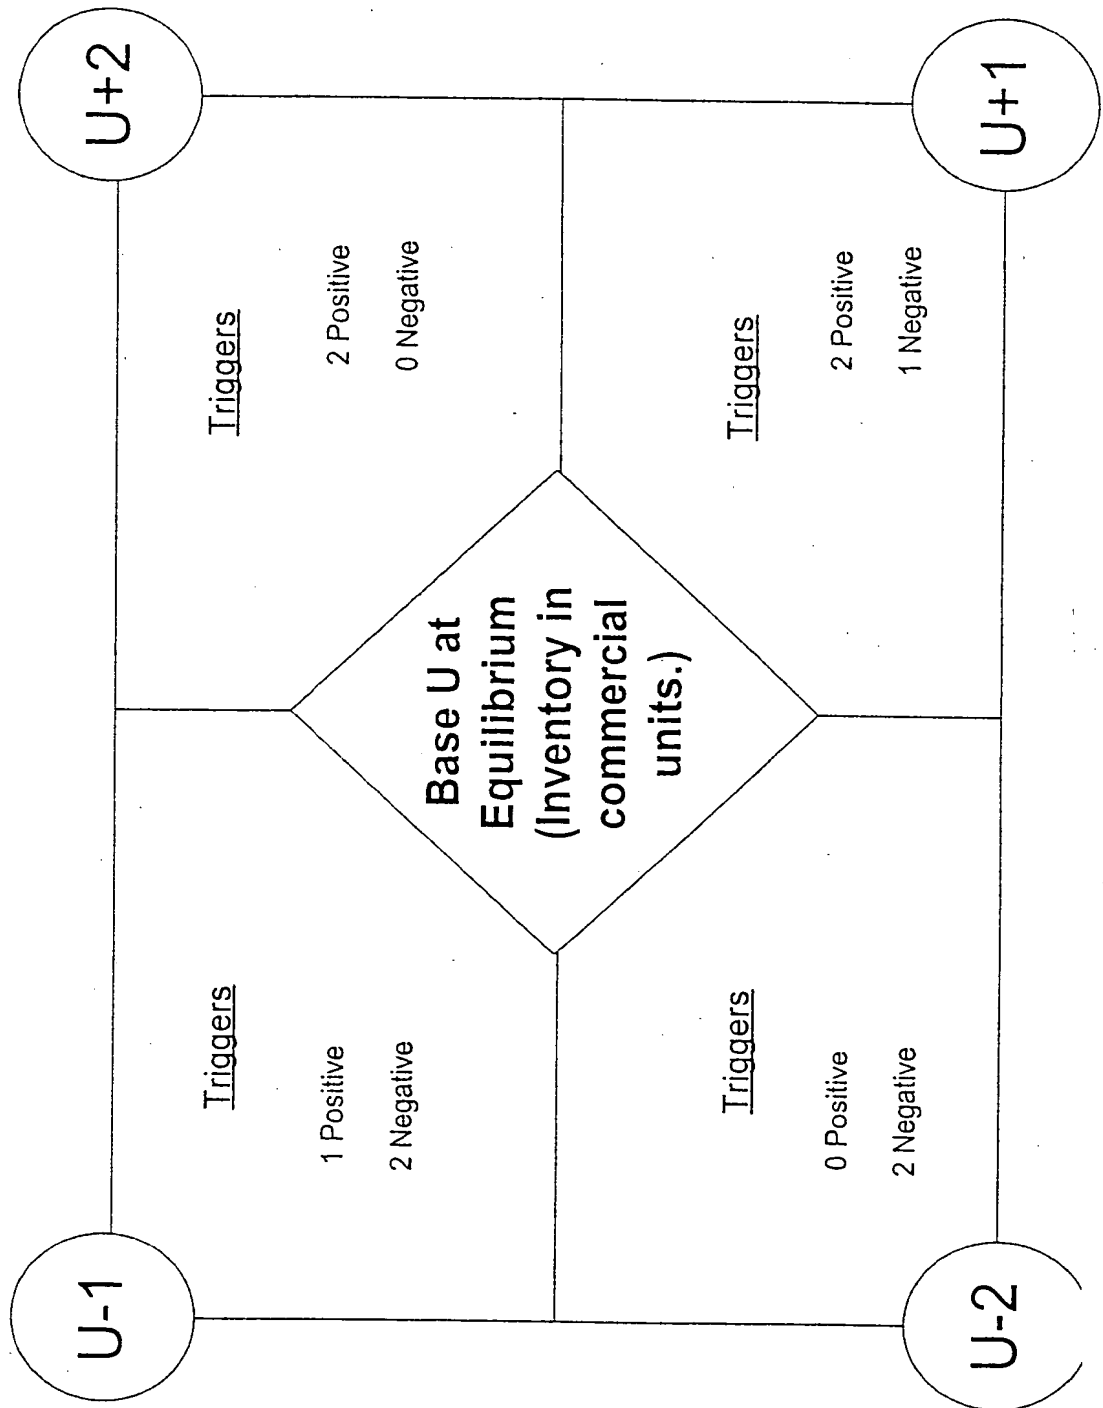 U-1
U+2
Triggers
1 Positive
2 Negative
Triggers
2 Positive
0 Negative
Base U at
Equilibrium
(Inventory in
commercial
units.)
Triggers
0 Positive
2 Negative
Triggers
2 Positive
1 Negative
U-2
U+1